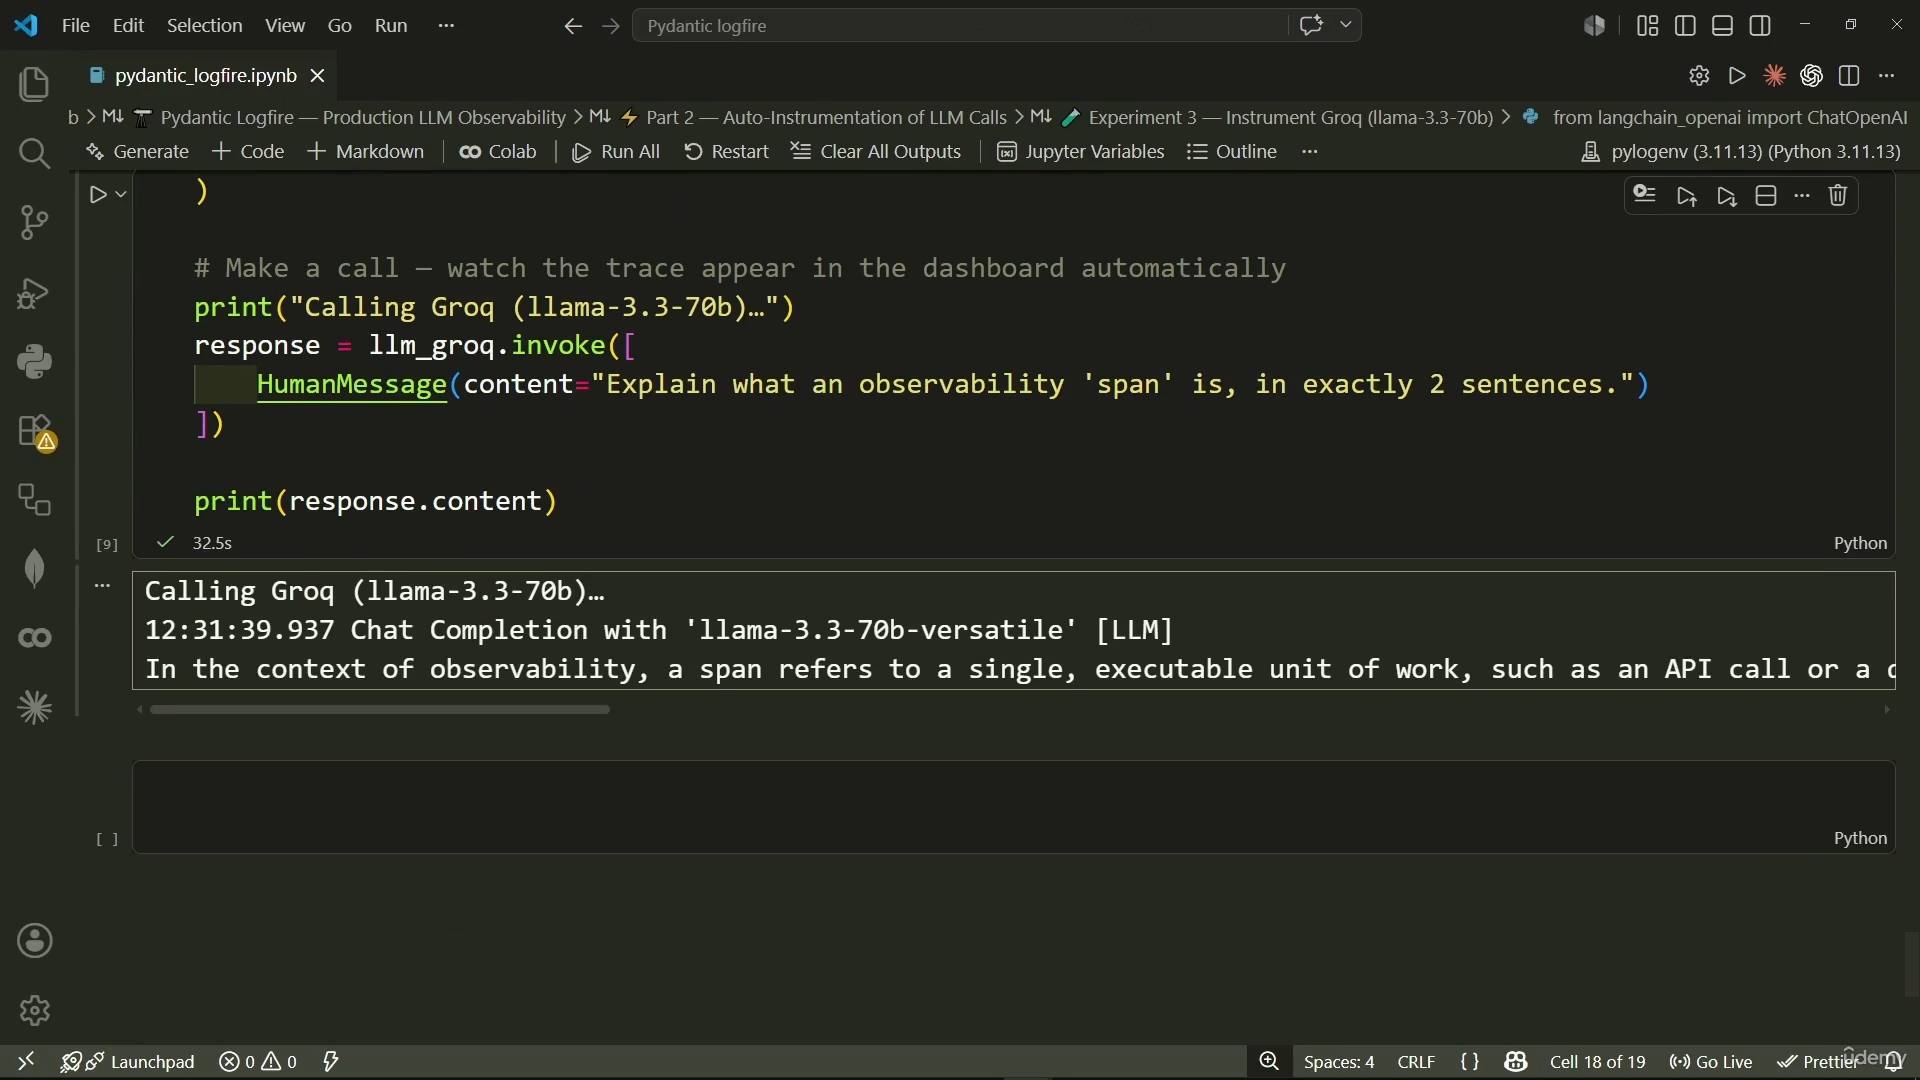 File Edit Selection View Go Run ···
Pydantic logfire
pydantic_logfire.ipynb
b > M↓ Pydantic Logfire — Production LLM Observability > M↓ ⚡ Part 2 — Auto-Instrumentation of LLM Calls > M↓ Experiment 3 — Instrument Groq (llama-3.3-70b) > from langchain_openai import ChatOpenAI
Generate + Code + Markdown Colab Run All Restart Clear All Outputs Jupyter Variables Outline ··· pylogenv (3.11.13) (Python 3.11.13)
)
# Make a call — watch the trace appear in the dashboard automatically
print("Calling Groq (llama-3.3-70b)…")
response = llm_groq.invoke([
HumanMessage(content="Explain what an observability 'span' is, in exactly 2 sentences.")
])
print(response.content)
[9] 32.5s Python
Calling Groq (llama-3.3-70b)…
12:31:39.937 Chat Completion with 'llama-3.3-70b-versatile' [LLM]
In the context of observability, a span refers to a single, executable unit of work, such as an API call or a
[ ] Python
Launchpad 0 0 Spaces: 4 CRLF { } Cell 18 of 19 Go Live Prettier
udemy